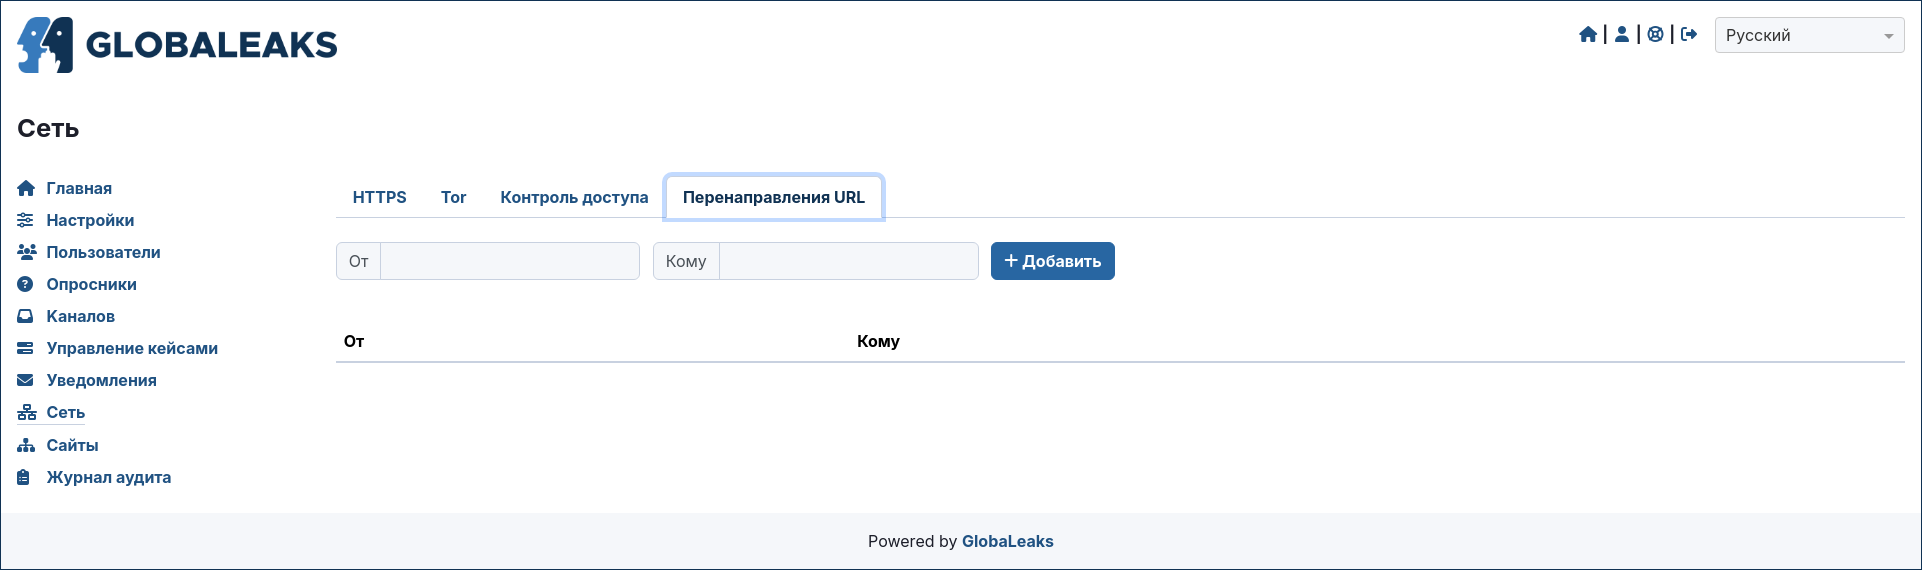 GLOBALEAKS
| | |
Русский
Сеть
Главная
Настройки
Пользователи
Опросники
Каналов
Управление кейсами
Уведомления
Сеть
Сайты
Журнал аудита
HTTPS Tor Контроль доступа Перенаправления URL
От Кому + Добавить
От Кому
Powered by GlobaLeaks